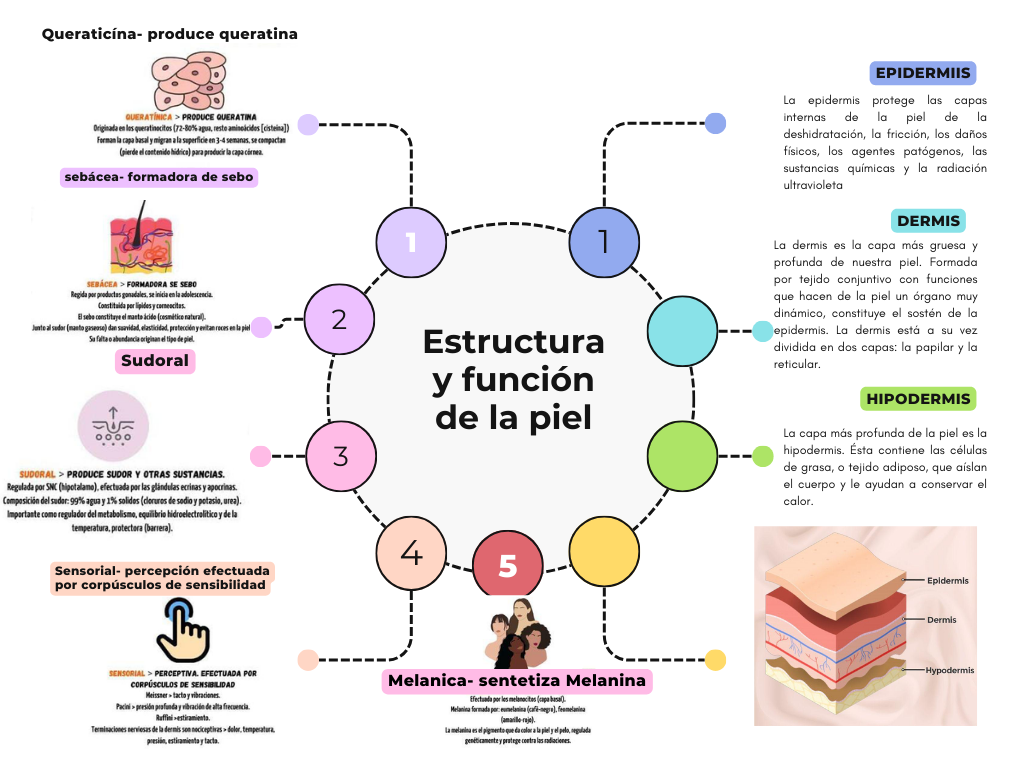 Queraticína- produce queratina
QUERATÍNICA > PRODUCE QUERATINA
Originada en los queratinocitos (72-80% agua, resto aminoácidos [cisteína])
Forman la capa basal y migran a la superficie en 3-4 semanas, se compactan
(pierde el contenido hídrico) para producir la capa córnea.
sebácea- formadora de sebo
SEBÁCEA > FORMADORA SE SEBO
Regida por productos gonadales, se inicia en la adolescencia.
Constituida por lípidos y corneocitos.
El sebo constituye el manto ácido (cosmético natural).
Junto al sudor (manto gaseoso) dan suavidad, elasticidad, protección y evitan roces en la piel
Su falta o abundancia originan el tipo de piel.
Sudoral
SUDORAL > PRODUCE SUDOR Y OTRAS SUSTANCIAS.
Regulada por SNC (hipotalamo), efectuada por las glándulas ecrinas y apocrinas.
Composición del sudor: 99% agua y 1% solidos (cloruros de sodio y potasio, urea).
Importante como regulador del metabolismo, equilibrio hidroelectrolítico y de la
temperatura, protectora (barrera).
Sensorial- percepción efectuada
por corpúsculos de sensibilidad
SENSORIAL > PERCEPTIVA. EFECTUADA POR
CORPÚSCULOS DE SENSIBILIDAD
Meissner > tacto y vibraciones.
Pacini > presión profunda y vibración de alta frecuencia.
Ruffini >estiramento.
Terminaciones nerviosas de la dermis son nociceptivas > dolor, temperatura,
presión, estiramento y tacto.
1
2
3
4
5
1
Estructura
y función
de la piel
Melanica- sentetiza Melanina
Efectuada por los melanocitos (capa basal).
Melanina formada por: eumelanina (café-negro), feomelanina
(amarillo-rojo).
La melanina es el pigmento que da color a la piel y el pelo, regulada
genéticamente y protege contra las radiaciones.
EPIDERMIIS
La epidermis protege las capas
internas de la piel de la
deshidratación, la fricción, los daños
físicos, los agentes patógenos, las
sustancias químicas y la radiación
ultravioleta
DERMIS
La dermis es la capa más gruesa y
profunda de nuestra piel. Formada
por tejido conjuntivo con funciones
que hacen de la piel un órgano muy
dinámico, constituye el sostén de la
epidermis. La dermis está a su vez
dividida en dos capas: la papilar y la
reticular.
HIPODERMIS
La capa más profunda de la piel es la
hipodermis. Ésta contiene las células
de grasa, o tejido adiposo, que aíslan
el cuerpo y le ayudan a conservar el
calor.
Epidermis
Dermis
Hypodermis